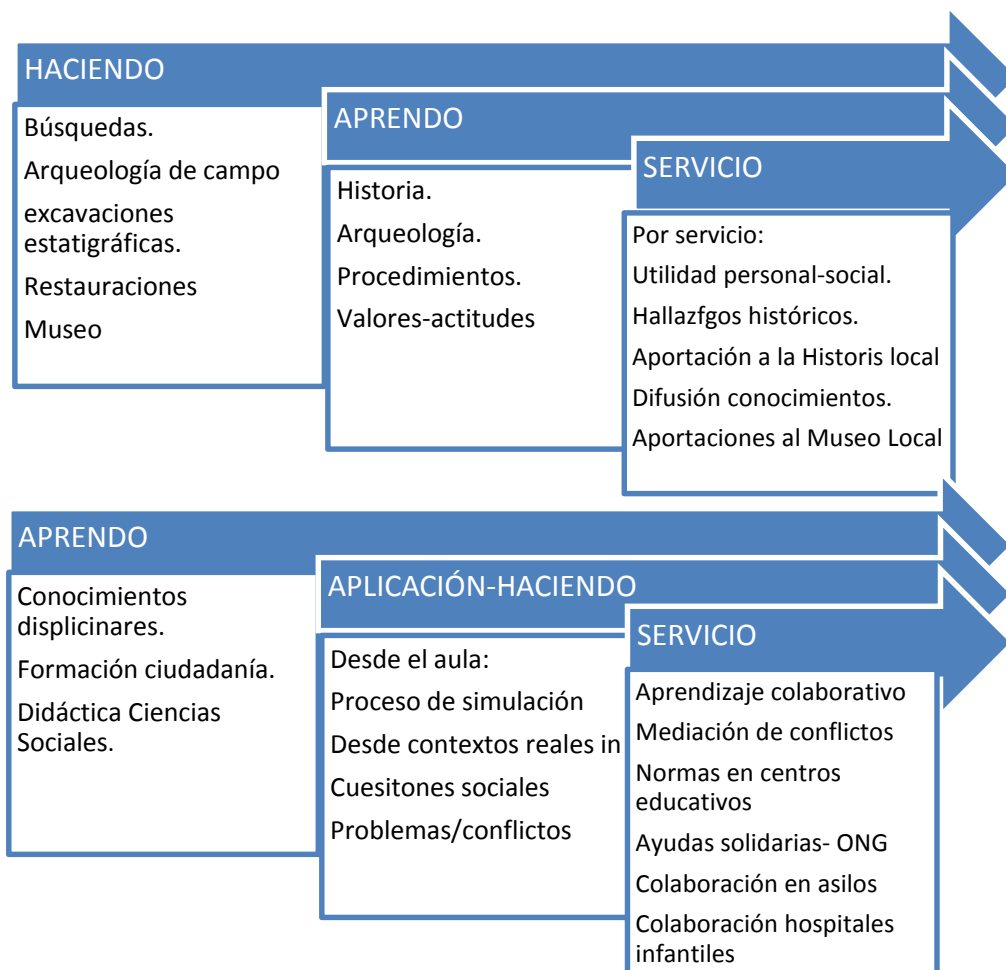 HACIENDO
Búsquedas.
Arqueología de campo
excavaciones
estatigráficas.
Restauraciones
Museo
APRENDO
Historia.
Arqueología.
Procedimientos.
Valores-actitudes
SERVICIO
Por servicio:
Utilidad personal-social.
Hallazfgos históricos.
Aportación a la Historis local
Difusión conocimientos.
Aportaciones al Museo Local
APRENDO
Conocimientos
displicinares.
Formación ciudadanía.
Didáctica Ciencias
Sociales.
APLICACIÓN-HACIENDO
Desde el aula:
Proceso de simulación
Desde contextos reales in
Cuesitones sociales
Problemas/conflictos
SERVICIO
Aprendizaje colaborativo
Mediación de conflictos
Normas en centros
educativos
Ayudas solidarias- ONG
Colaboración en asilos
Colaboración hospitales
infantiles